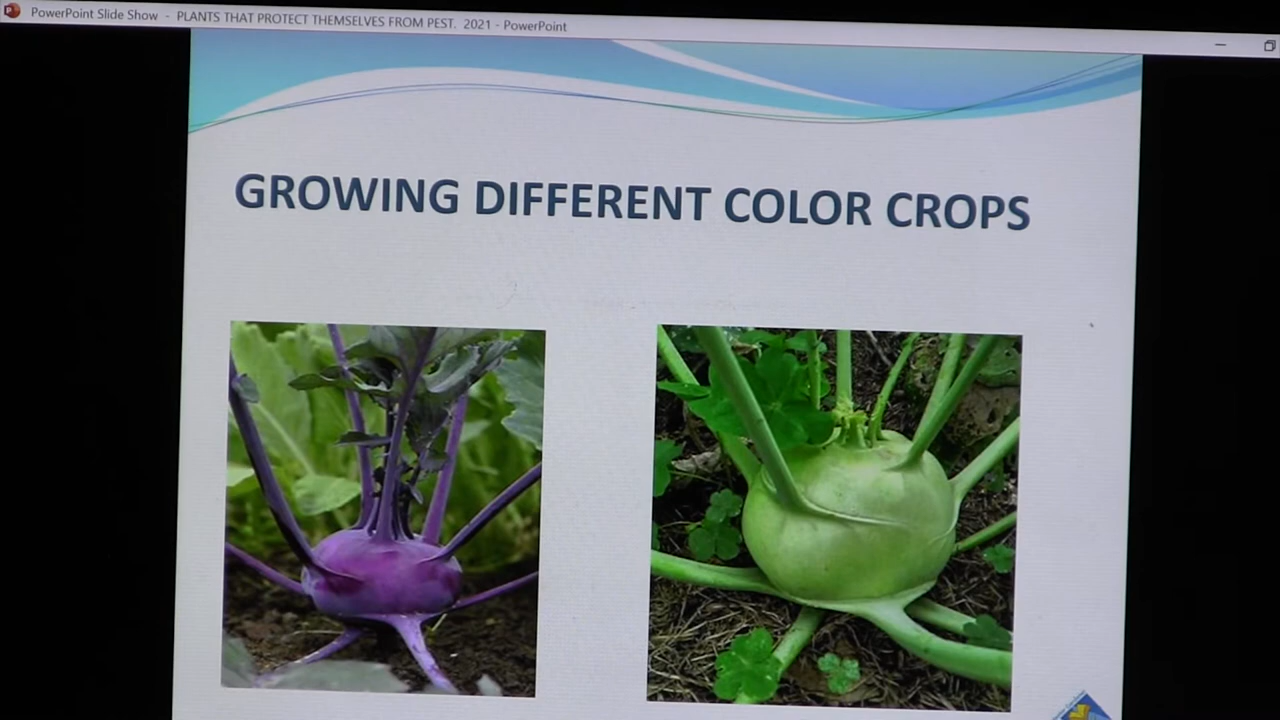 PowerPoint Slide Show - PLANTS THAT PROTECT THEMSELVES FROM PEST. 2021 - PowerPoint
GROWING DIFFERENT COLOR CROPS